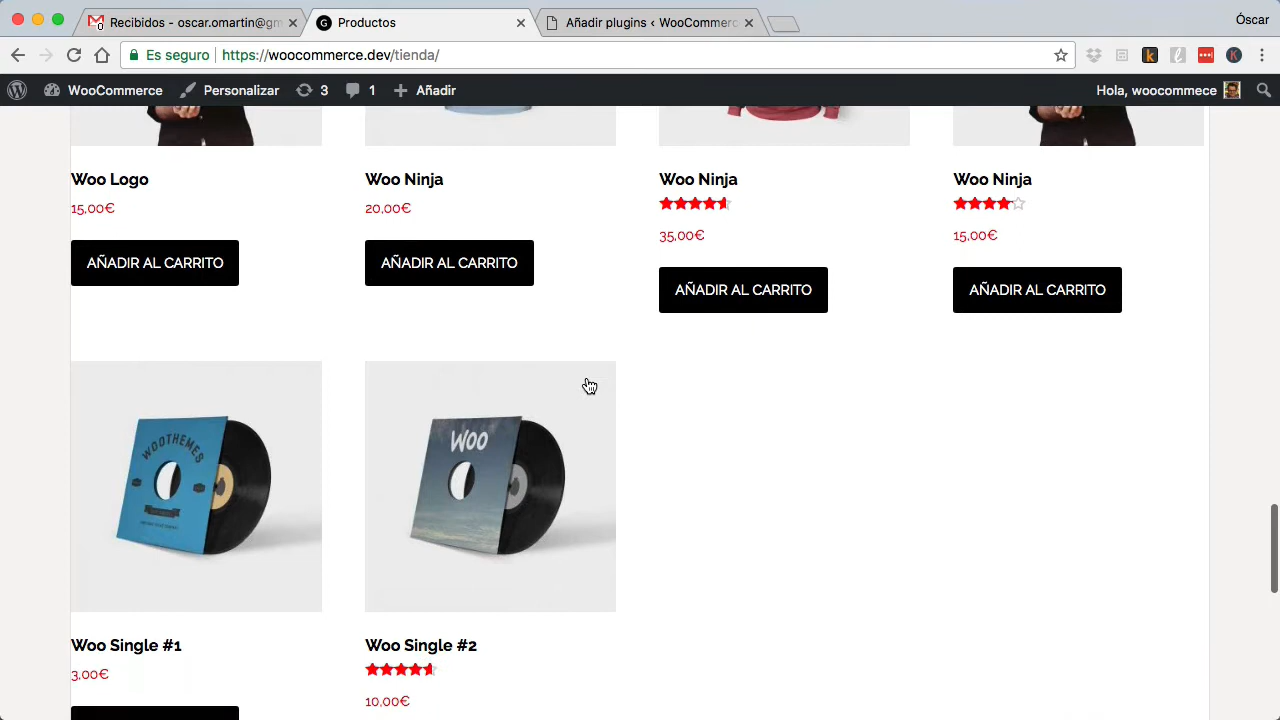 Recibidos - oscar.omartin@gm
Productos
Añadir plugins ‹ WooCommerc
Óscar
Es seguro
https://woocommerce.dev/tienda/
WooCommerce
Personalizar
3
1
Añadir
Hola, woocommece
Woo Logo
15,00€
AÑADIR AL CARRITO
Woo Ninja
20,00€
AÑADIR AL CARRITO
Woo Ninja
35,00€
AÑADIR AL CARRITO
Woo Ninja
15,00€
AÑADIR AL CARRITO
WOOTHEMES
WOO
Woo Single #1
3,00€
Woo Single #2
10,00€